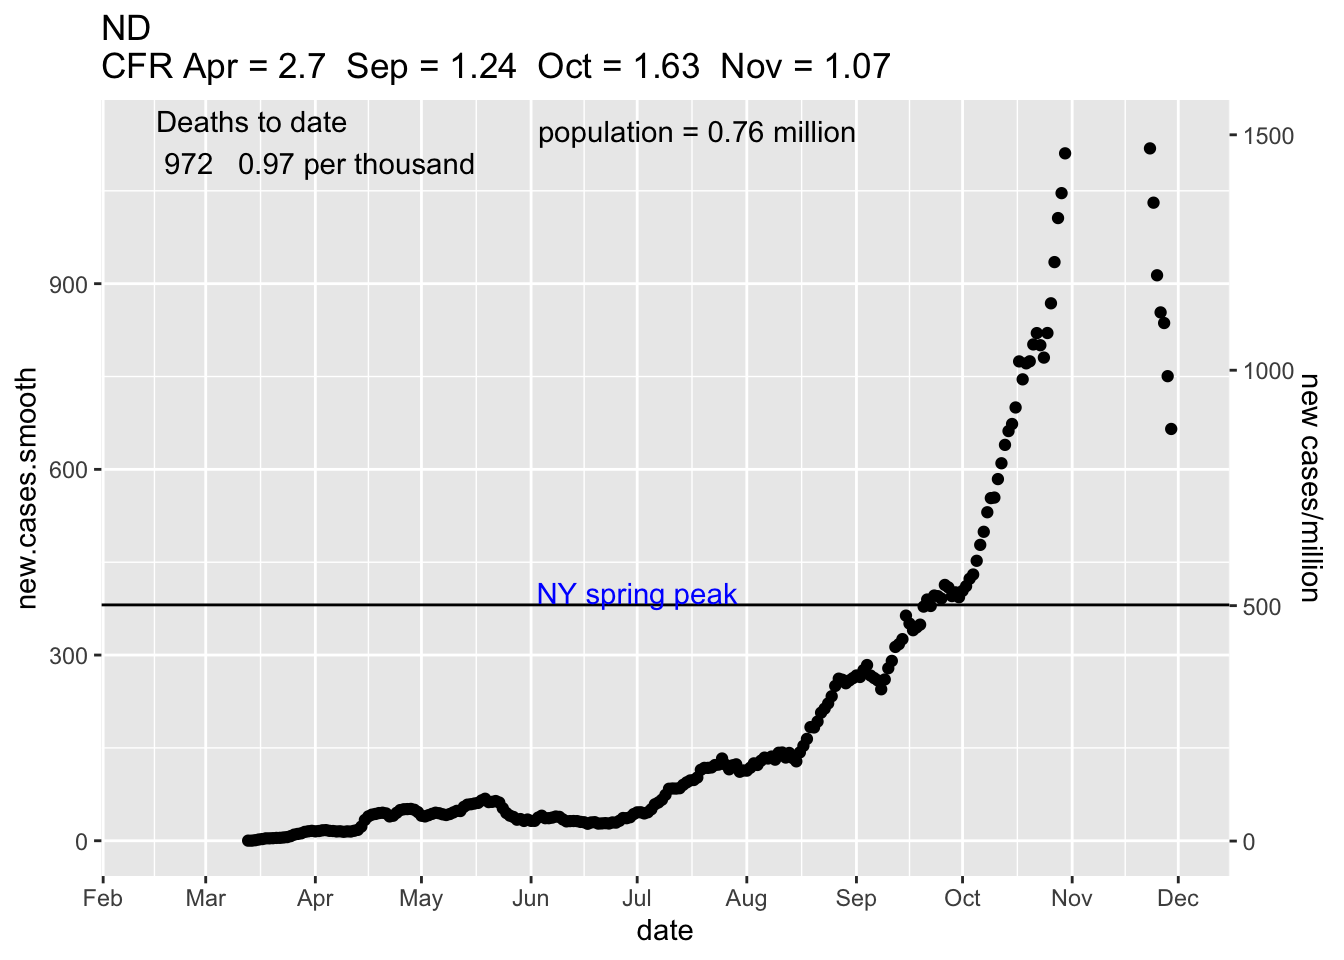 ND
CFR Apr = 2.7  Sep = 1.24  Oct = 1.63  Nov = 1.07
Deaths to date
972   0.97 per thousand
population = 0.76 million
NY spring peak
new.cases.smooth
900
600
300
0
1500
1000
500
0
new cases/million
Feb Mar Apr May Jun Jul Aug Sep Oct Nov Dec
date